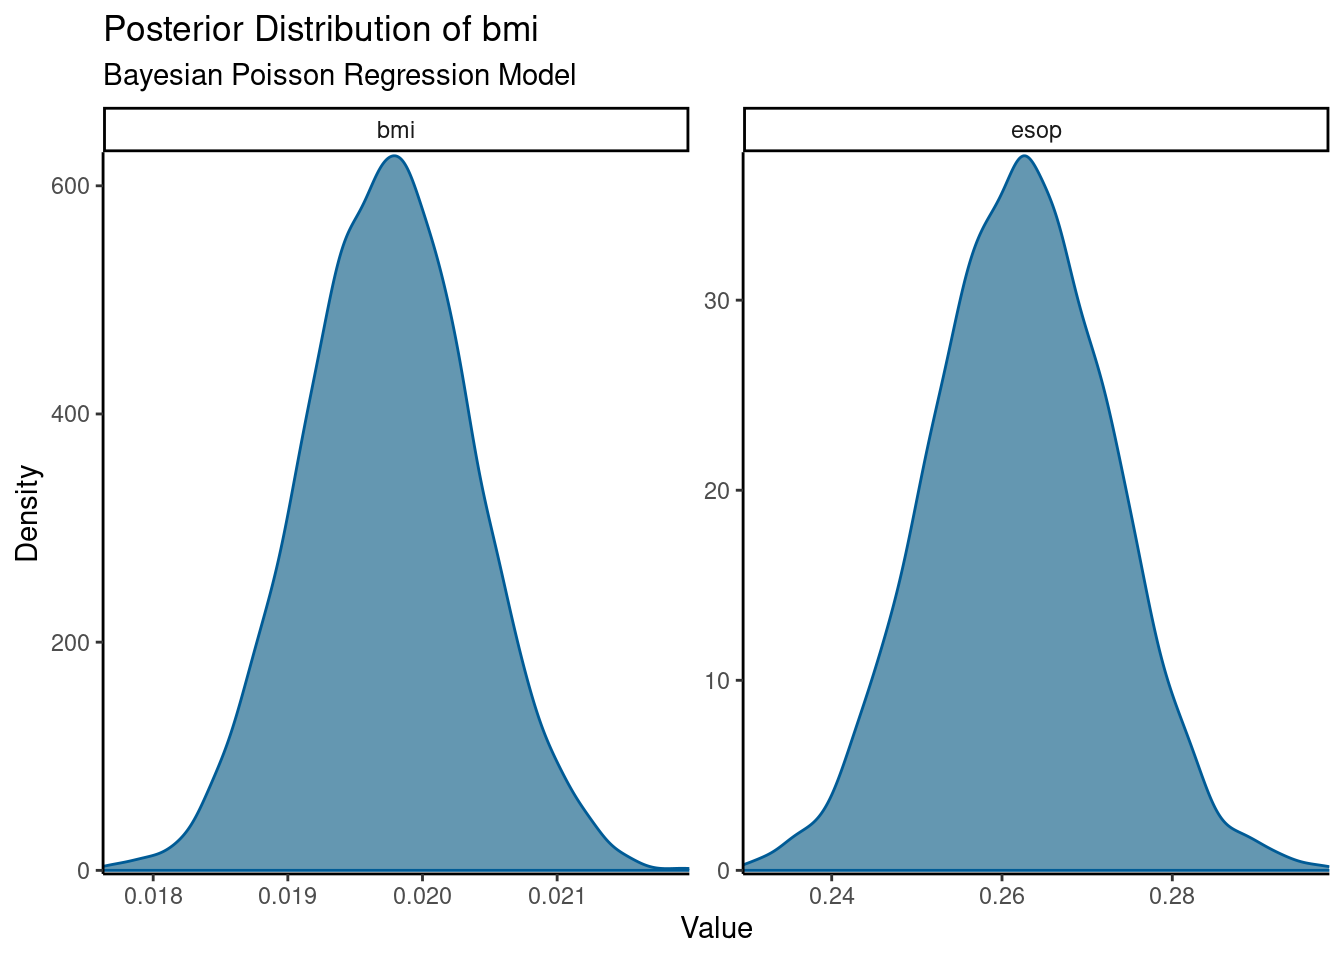 Posterior Distribution of bmi
Bayesian Poisson Regression Model
bmi
esop
Density
600
400
200
0
30
20
10
0
0.018 0.019 0.020 0.021
0.24 0.26 0.28
Value